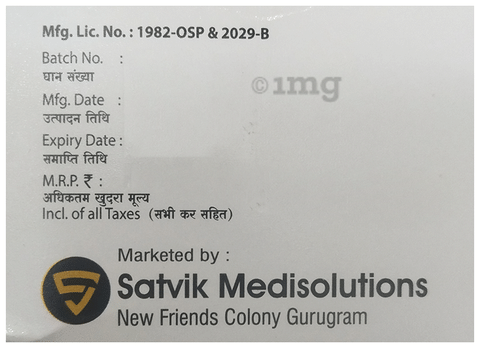 Mfg. Lic. No. : 1982-OSP & 2029-B
Batch No. :
घान संख्या
©1mg
Mfg. Date :
उत्पादन तिथि
Expiry Date :
समाप्ति तिथि
M.R.P. ₹ :
अधिकतम खुदरा मूल्य
Incl. of all Taxes (सभी कर सहित)
Marketed by :
Satvik Medisolutions
New Friends Colony Gurugram